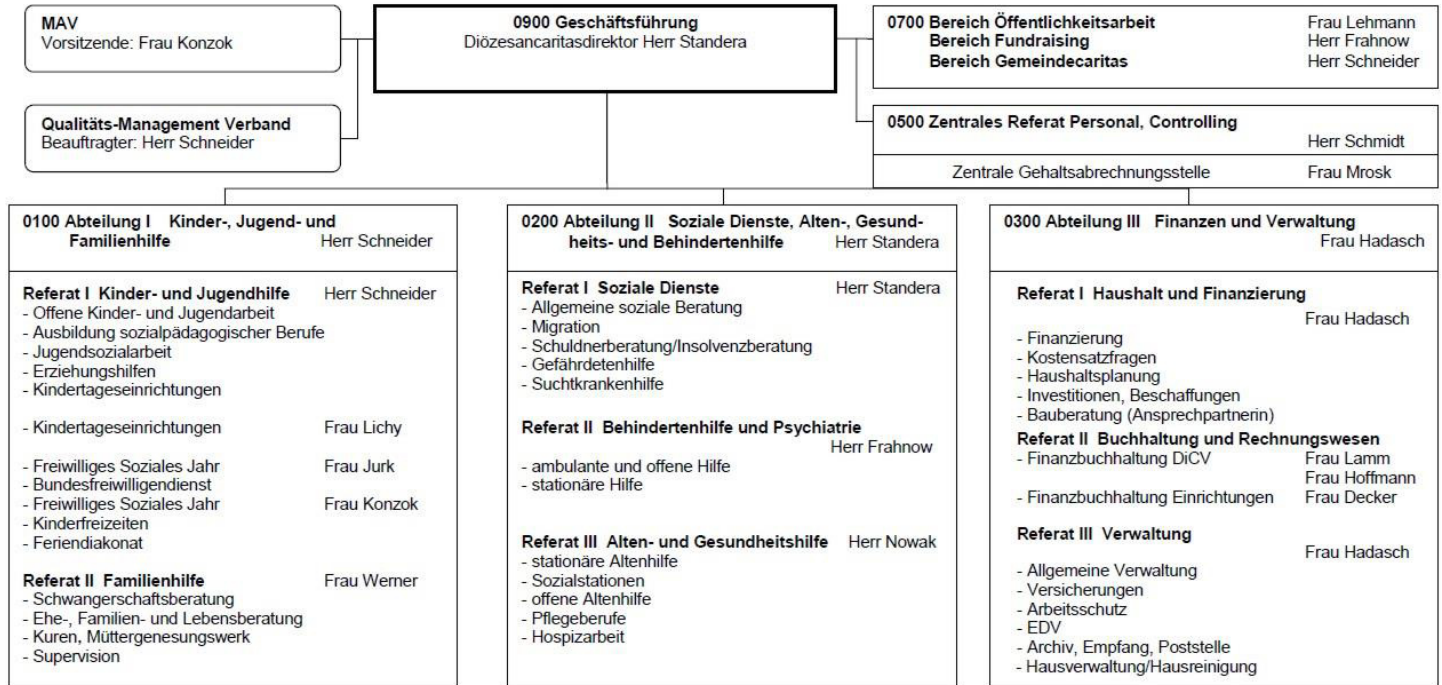 MAV
Vorsitzende: Frau Konzok
0900 Geschäftsführung
Diözesancaritasdirektor Herr Standera
0700 Bereich Öffentlichkeitsarbeit Frau Lehmann
Bereich Fundraising Herr Frahnow
Bereich Gemeindecaritas Herr Schneider
Qualitäts-Management Verband
Beauftragter: Herr Schneider
0500 Zentrales Referat Personal, Controlling
Herr Schmidt
Zentrale Gehaltsabrechnungsstelle Frau Mrosk
0100 Abteilung I Kinder-, Jugend- und
Familienhilfe Herr Schneider
Referat I Kinder- und Jugendhilfe Herr Schneider
- Offene Kinder- und Jugendarbeit
- Ausbildung sozialpädagogischer Berufe
- Jugendsozialarbeit
- Erziehungshilfen
- Kindertageseinrichtungen
- Kindertageseinrichtungen Frau Lichy
- Freiwilliges Soziales Jahr Frau Jurk
- Bundesfreiwilligendienst
- Freiwilliges Soziales Jahr Frau Konzok
- Kinderfreizeiten
- Feriendiakonat
Referat II Familienhilfe Frau Werner
- Schwangerschaftsberatung
- Ehe-, Familien- und Lebensberatung
- Kuren, Müttergenesungswerk
- Supervision
0200 Abteilung II Soziale Dienste, Alten-, Gesund-
heits- und Behindertenhilfe Herr Standera
Referat I Soziale Dienste Herr Standera
- Allgemeine soziale Beratung
- Migration
- Schuldnerberatung/Insolvenzberatung
- Gefährdetenhilfe
- Suchtkrankenhilfe
Referat II Behindertenhilfe und Psychiatrie
Herr Frahnow
- ambulante und offene Hilfe
- stationäre Hilfe
Referat III Alten- und Gesundheitshilfe Herr Nowak
- stationäre Altenhilfe
- Sozialstationen
- offene Altenhilfe
- Pflegeberufe
- Hospizarbeit
0300 Abteilung III Finanzen und Verwaltung
Frau Hadasch
Referat I Haushalt und Finanzierung
Frau Hadasch
- Finanzierung
- Kostensatzfragen
- Haushaltsplanung
- Investitionen, Beschaffungen
- Bauberatung (Ansprechpartnerin)
Referat II Buchhaltung und Rechnungswesen
- Finanzbuchhaltung DiCV Frau Lamm
Frau Hoffmann
- Finanzbuchhaltung Einrichtungen Frau Decker
Referat III Verwaltung
Frau Hadasch
- Allgemeine Verwaltung
- Versicherungen
- Arbeitsschutz
- EDV
- Archiv, Empfang, Poststelle
- Hausverwaltung/Hausreinigung